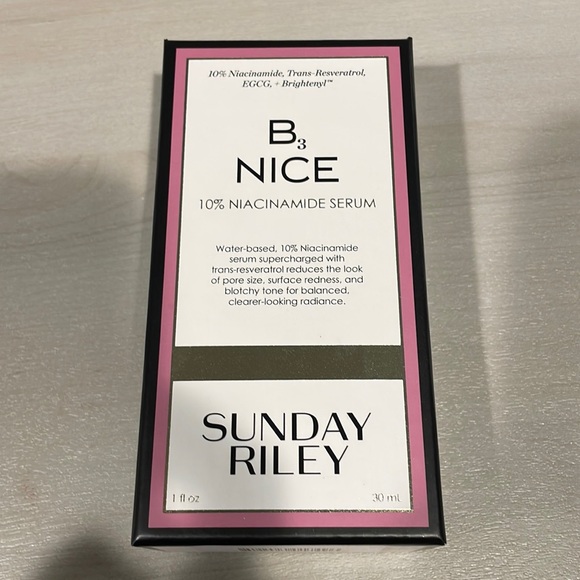 10% Niacinamide, Trans-Resveratrol,
EGCG, + Brightenyl™
B3
NICE
10% NIACINAMIDE SERUM
Water-based, 10% Niacinamide
serum supercharged with
trans-resveratrol reduces the look
of pore size, surface redness, and
blotchy tone for balanced,
clearer-looking radiance.
SUNDAY
RILEY
1 fl oz 30 ml